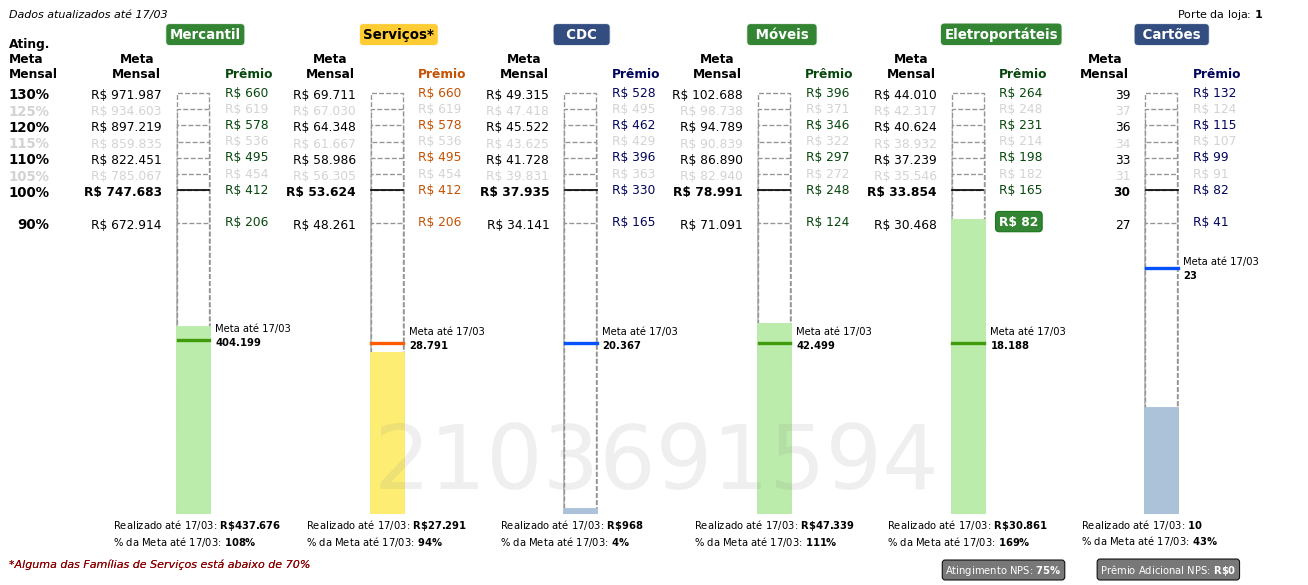 Dados atualizados até 17/03 Porte da loja: 1
Mercantil Serviços* CDC Móveis Eletroportáteis Cartões
Ating. Meta Mensal Meta Mensal Prêmio Meta Mensal Prêmio Meta Mensal Prêmio Meta Mensal Prêmio Meta Mensal Prêmio Meta Mensal Prêmio
130% R$ 971.987 R$ 660 R$ 69.711 R$ 660 R$ 49.315 R$ 528 R$ 102.688 R$ 396 R$ 44.010 R$ 264 39 R$ 132
125% R$ 934.603 R$ 619 R$ 67.030 R$ 619 R$ 47.418 R$ 495 R$ 98.738 R$ 371 R$ 42.317 R$ 248 37 R$ 124
120% R$ 897.219 R$ 578 R$ 64.348 R$ 578 R$ 45.522 R$ 462 R$ 94.789 R$ 346 R$ 40.624 R$ 231 36 R$ 115
115% R$ 859.835 R$ 536 R$ 61.667 R$ 536 R$ 43.625 R$ 429 R$ 90.839 R$ 322 R$ 38.932 R$ 214 34 R$ 107
110% R$ 822.451 R$ 495 R$ 58.986 R$ 495 R$ 41.728 R$ 396 R$ 86.890 R$ 297 R$ 37.239 R$ 198 33 R$ 99
105% R$ 785.067 R$ 454 R$ 56.305 R$ 454 R$ 39.831 R$ 363 R$ 82.940 R$ 272 R$ 35.546 R$ 182 31 R$ 91
100% R$ 747.683 R$ 412 R$ 53.624 R$ 412 R$ 37.935 R$ 330 R$ 78.991 R$ 248 R$ 33.854 R$ 165 30 R$ 82
90% R$ 672.914 R$ 206 R$ 48.261 R$ 206 R$ 34.141 R$ 165 R$ 71.091 R$ 124 R$ 30.468 R$ 82 27 R$ 41
Meta até 17/03
23
Meta até 17/03 Meta até 17/03 Meta até 17/03 Meta até 17/03 Meta até 17/03
404.199 28.791 20.367 42.499 18.188
2103691594
Realizado até 17/03: R$437.676 Realizado até 17/03: R$27.291 Realizado até 17/03: R$968 Realizado até 17/03: R$47.339 Realizado até 17/03: R$30.861 Realizado até 17/03: 10
% da Meta até 17/03: 108% % da Meta até 17/03: 94% % da Meta até 17/03: 4% % da Meta até 17/03: 111% % da Meta até 17/03: 169% % da Meta até 17/03: 43%
*Alguma das Famílias de Serviços está abaixo de 70% Atingimento NPS: 75% Prêmio Adicional NPS: R$0